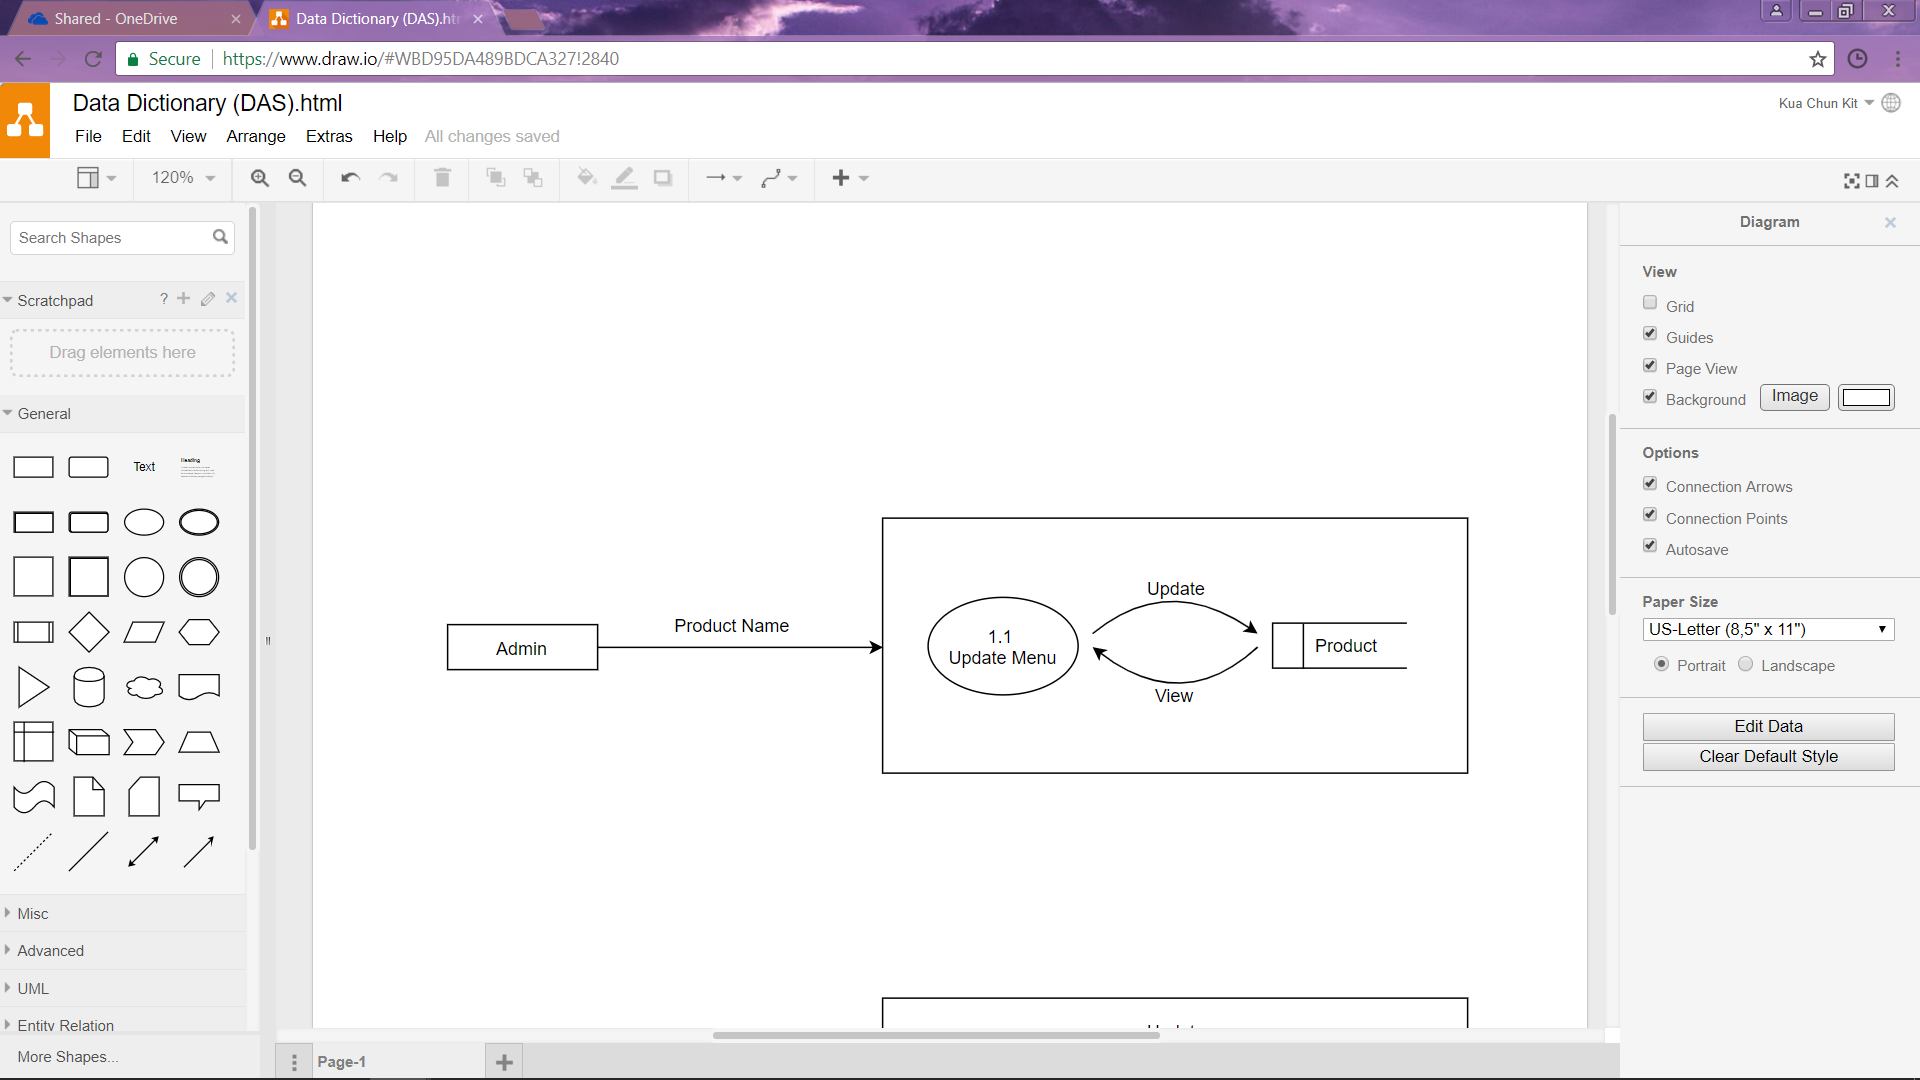 Shared - OneDrive
Data Dictionary (DAS).ht
Secure
https://www.draw.io/#WBD95DA489BDCA327!2840
Data Dictionary (DAS).html
Kua Chun Kit
File Edit View Arrange Extras Help All changes saved
120%
Search Shapes
Scratchpad ?
Drag elements here
General
Text
Heading
Misc
Advanced
UML
Entity Relation
More Shapes...
Admin
Product Name
1.1
Update Menu
Update
View
Product
Page-1
Diagram
View
Grid
Guides
Page View
Background Image
Options
Connection Arrows
Connection Points
Autosave
Paper Size
US-Letter (8,5" x 11")
Portrait Landscape
Edit Data
Clear Default Style